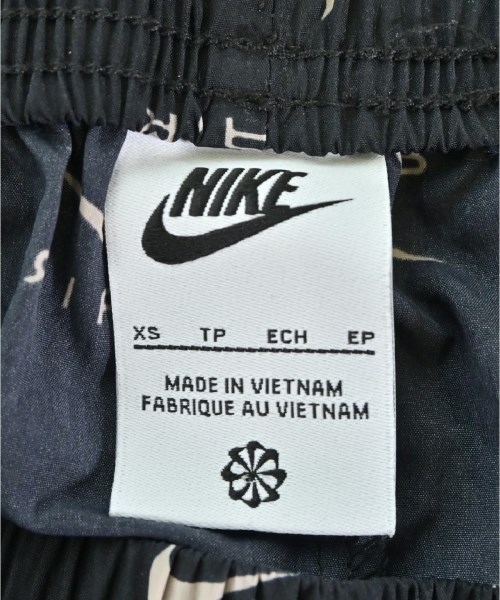 NIKE
XS TP ECH EP
MADE IN VIETNAM
FABRIQUE AU VIETNAM